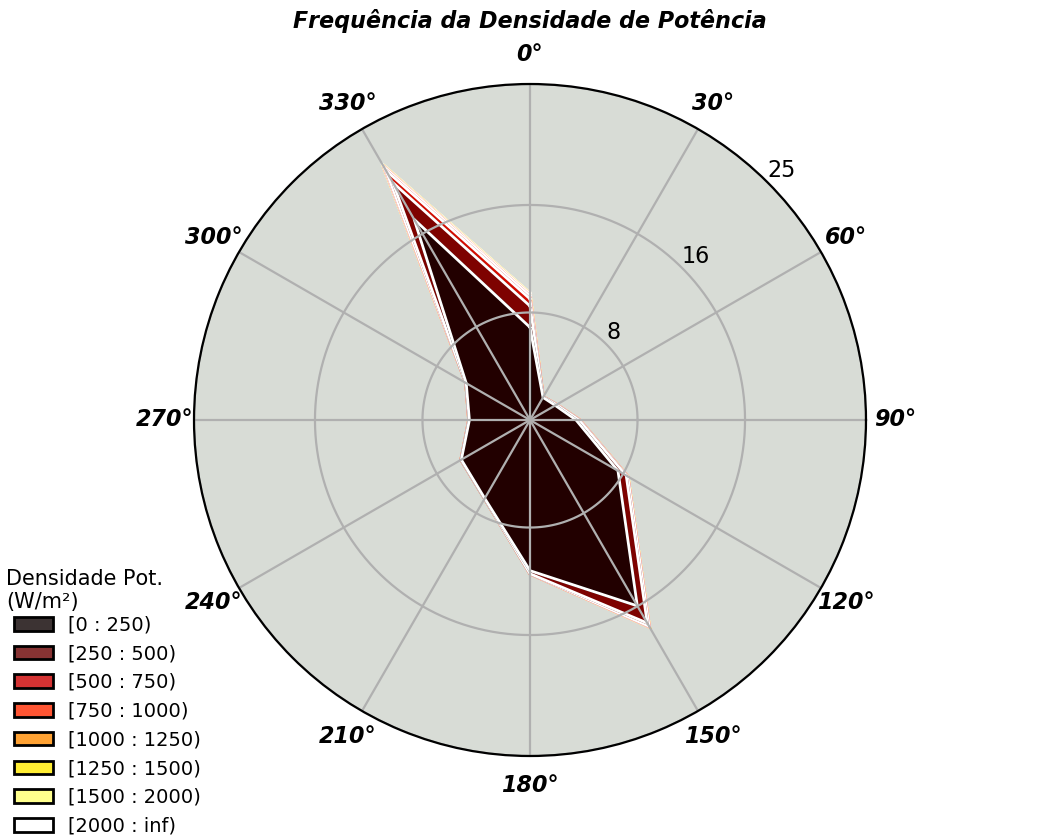 Frequência da Densidade de Potência
0°
330°
30°
25
300°
60°
16
8
270°
90°
240°
120°
210°
150°
180°
Densidade Pot.
(W/m²)
[0 : 250)
[250 : 500)
[500 : 750)
[750 : 1000)
[1000 : 1250)
[1250 : 1500)
[1500 : 2000)
[2000 : inf)